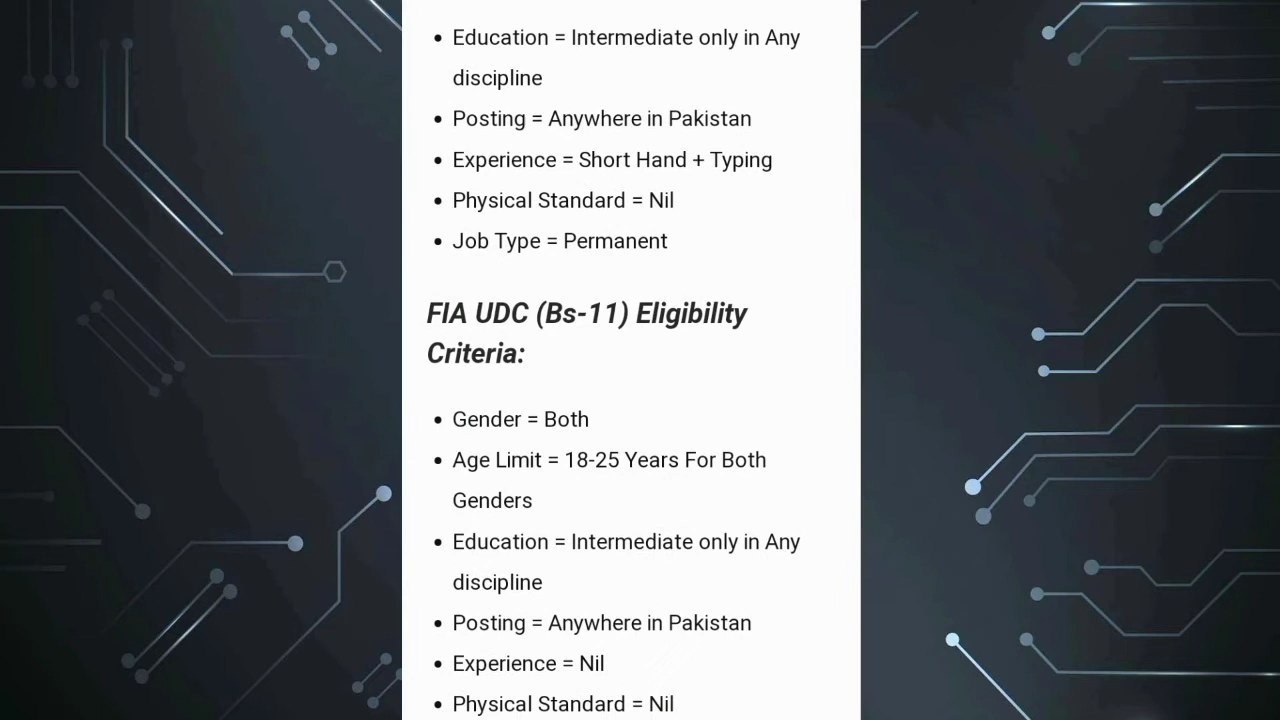 Education = Intermediate only in Any
discipline
Posting = Anywhere in Pakistan
Experience = Short Hand + Typing
Physical Standard = Nil
Job Type = Permanent
FIA UDC (Bs-11) Eligibility
Criteria:
Gender = Both
Age Limit = 18-25 Years For Both
Genders
Education = Intermediate only in Any
discipline
Posting = Anywhere in Pakistan
Experience = Nil
Physical Standard = Nil